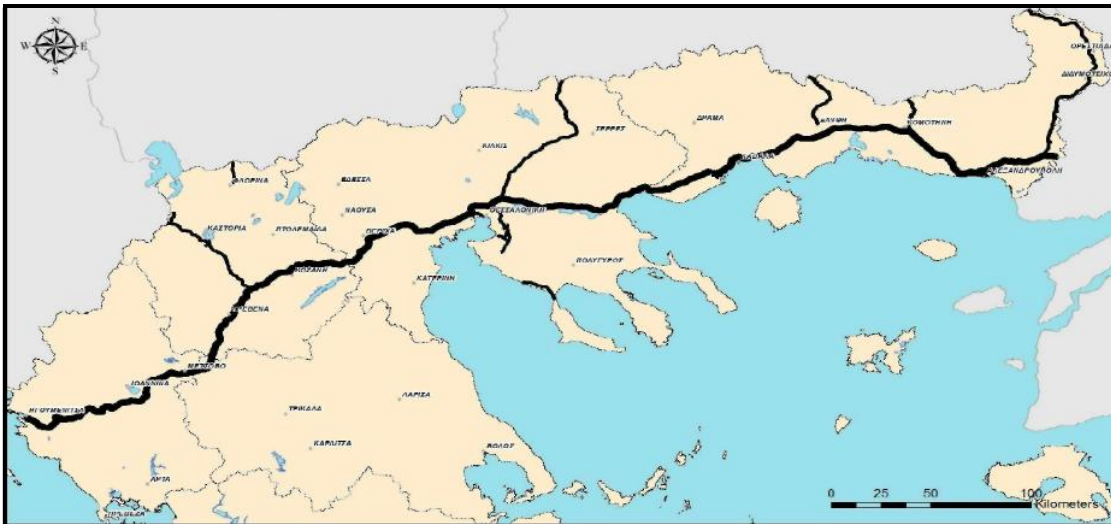 N
W E
S
ΟΡΕΣΤΙΑΔΑ
ΔΙΔΥΜΟΤΕΙΧΟ
ΔΡΑΜΑ
ΣΕΡΡΕΣ
ΞΑΝΘΗ
ΚΟΜΟΤΗΝΗ
ΚΙΛΚΙΣ
ΚΑΒΑΛΑ
ΑΛΕΞΑΝΔΡΟΥΠΟΛΗ
ΦΛΩΡΙΝΑ
ΕΔΕΣΣΑ
ΝΑΟΥΣΑ
ΘΕΣΣΑΛΟΝΙΚΗ
ΚΑΣΤΟΡΙΑ
ΠΤΟΛΕΜΑΙΔΑ
ΒΕΡΟΙΑ
ΚΟΖΑΝΗ
ΠΟΛΥΓΥΡΟΣ
ΚΑΤΕΡΙΝΗ
ΓΡΕΒΕΝΑ
ΜΕΤΣΟΒΟ
ΙΩΑΝΝΙΝΑ
ΗΓΟΥΜΕΝΙΤΣΑ
ΛΑΡΙΣΑ
ΤΡΙΚΑΛΑ
ΚΑΡΔΙΤΣΑ
ΒΟΛΟΣ
ΑΡΤΑ
ΠΡΕΒΕΖΑ
0 25 50 100
Kilometers